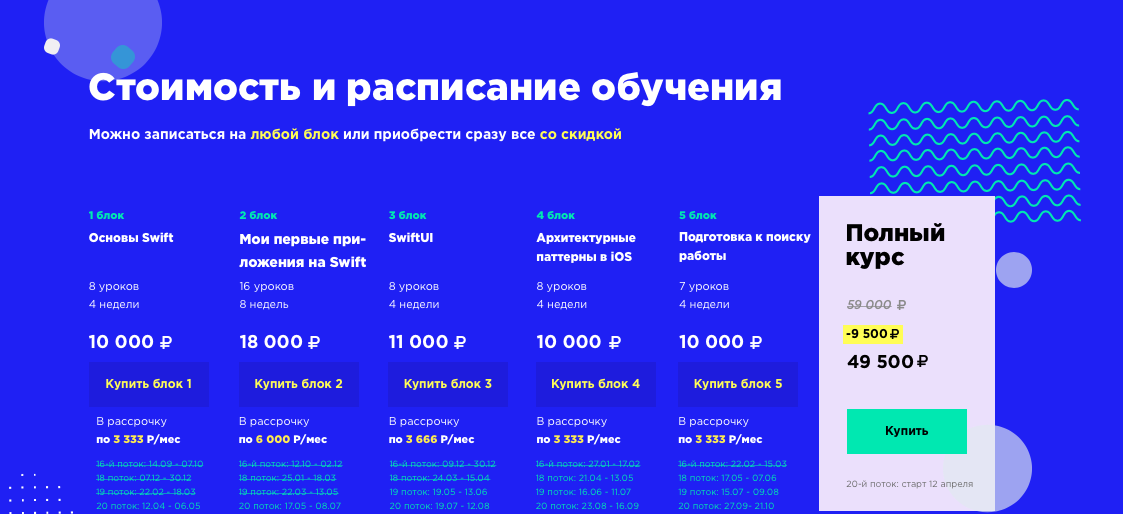 Стоимость и расписание обучения
Можно записаться на любой блок или приобрести сразу все со скидкой
1 блок
Основы Swift
8 уроков
4 недели
10 000 ₽
Купить блок 1
В рассрочку
по 3 333 Р/мес
16-й поток: 14.09 - 07.10
18 поток: 07.12 - 30.12
19 поток: 22.02 - 18.03
20 поток: 12.04 - 06.05
2 блок
Мои первые при-
ложения на Swift
16 уроков
8 недель
18 000 ₽
Купить блок 2
В рассрочку
по 6 000 Р/мес
16-й поток: 12.10 - 02.12
18 поток: 25.01 - 18.03
19 поток: 22.03 - 13.05
20 поток: 17.05 - 08.07
3 блок
SwiftUI
8 уроков
4 недели
11 000 ₽
Купить блок 3
В рассрочку
по 3 666 Р/мес
16-й поток: 09.12 - 30.12
18 поток: 24.03 - 15.04
19 поток: 19.05 - 13.06
20 поток: 19.07 - 12.08
4 блок
Архитектурные
паттерны в iOS
8 уроков
4 недели
10 000 ₽
Купить блок 4
В рассрочку
по 3 333 Р/мес
16-й поток: 27.01 - 17.02
18 поток: 21.04 - 13.05
19 поток: 16.06 - 11.07
20 поток: 23.08 - 16.09
5 блок
Подготовка к поиску
работы
7 уроков
4 недели
10 000 ₽
Купить блок 5
В рассрочку
по 3 333 Р/мес
16-й поток: 22.02 - 15.03
18 поток: 17.05 - 07.06
19 поток: 15.07 - 09.08
20 поток: 27.09- 21.10
Полный
курс
59 000 ₽
-9 500 ₽
49 500 ₽
Купить
20-й поток: старт 12 апреля